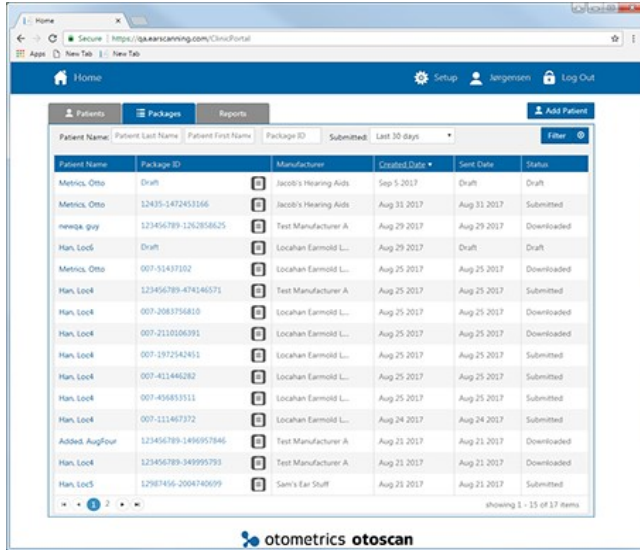 Home
Secure | https://qa.earscanning.com/ClinicPortal
Apps New Tab New Tab
Home Setup Jørgensen Log Out
Patients Packages Reports Add Patient
Patient Name: Patient Last Name Patient First Name Package ID Submitted: Last 30 days Filter
Patient Name Package ID Manufacturer Created Date Sent Date Status
Metrics, Otto Draft Jacob's Hearing Aids Sep 5 2017 Draft Draft
Metrics, Otto 12435-1472453166 Jacob's Hearing Aids Aug 31 2017 Aug 31 2017 Submitted
newqa, guy 123456789-1262858625 Test Manufacturer A Aug 29 2017 Aug 29 2017 Downloaded
Han, Loc6 Draft Locahan Earmold L... Aug 29 2017 Draft Draft
Metrics, Otto 007-51437102 Locahan Earmold L... Aug 25 2017 Aug 25 2017 Downloaded
Han, Loc4 123456789-474146571 Test Manufacturer A Aug 25 2017 Aug 25 2017 Submitted
Han, Loc4 007-2083756810 Locahan Earmold L... Aug 25 2017 Aug 25 2017 Downloaded
Han, Loc4 007-2110106391 Locahan Earmold L... Aug 25 2017 Aug 25 2017 Downloaded
Han, Loc4 007-1972542451 Locahan Earmold L... Aug 25 2017 Aug 25 2017 Submitted
Han, Loc4 007-411446282 Locahan Earmold L... Aug 25 2017 Aug 25 2017 Submitted
Han, Loc4 007-456853511 Locahan Earmold L... Aug 25 2017 Aug 25 2017 Submitted
Han, Loc4 007-111467372 Locahan Earmold L... Aug 24 2017 Aug 24 2017 Submitted
Added, AugFour 123456789-1496957846 Test Manufacturer A Aug 21 2017 Aug 21 2017 Downloaded
Han, Loc4 123456789-349995793 Test Manufacturer A Aug 21 2017 Aug 21 2017 Submitted
Han, Loc5 12987456-2004740699 Sam's Ear Stuff Aug 21 2017 Aug 21 2017 Submitted
1 2 showing 1 - 15 of 17 items
otometrics otoscan